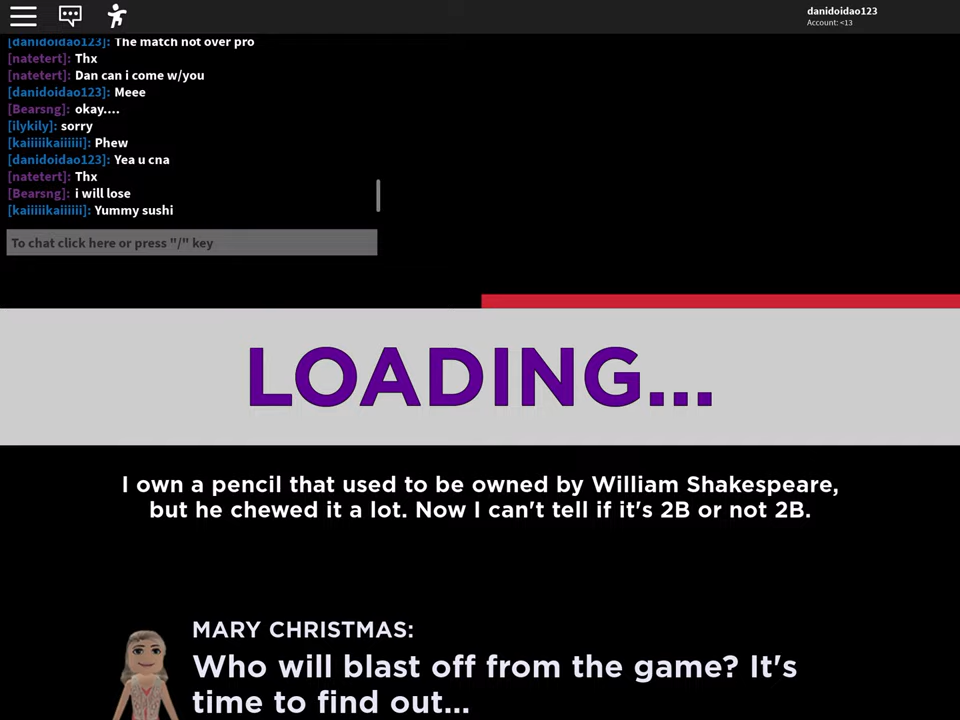 danidoidao123
Account: <13
[danidoidao123]: The match not over pro
[natetert]: Thx
[natetert]: Dan can i come w/you
[danidoidao123]: Meee
[Bearsng]: okay....
[ilykily]: sorry
[kaiiiiikaiiiiii]: Phew
[danidoidao123]: Yea u cna
[natetert]: Thx
[Bearsng]: i will lose
[kaiiiiikaiiiiii]: Yummy sushi
To chat click here or press "/" key
LOADING...
I own a pencil that used to be owned by William Shakespeare,
but he chewed it a lot. Now I can't tell if it's 2B or not 2B.
MARY CHRISTMAS:
Who will blast off from the game? It's
time to find out...